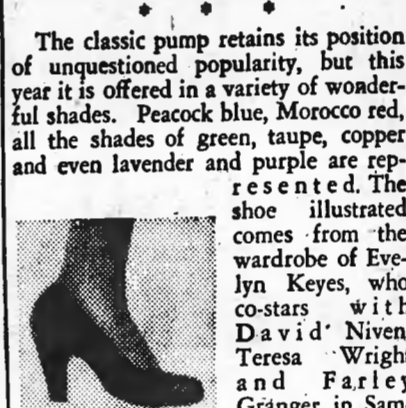 The classic pump retains its position
of unquestioned popularity, but this
year it is offered in a variety of wonder-
ful shades. Peacock blue, Morocco red,
all the shades of green, taupe, copper
and even lavender and purple are rep-
resented. The
shoe illustrated
comes from the
wardrobe of Eve-
lyn Keyes, who
co-stars with
David Niven
Teresa Wright
and Farley
Granger in Sam